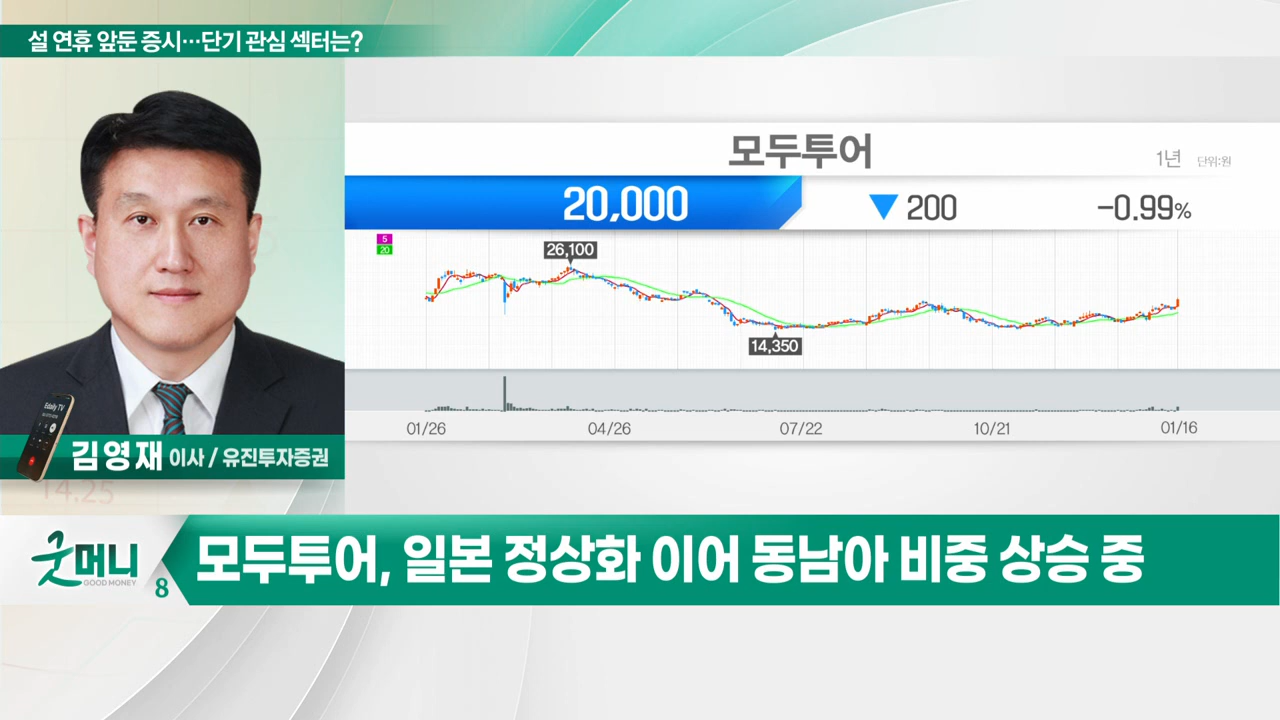 설 연휴 앞둔 증시…단기 관심 섹터는?
모두투어
1년 단위:원
20,000 ▼ 200 -0.99%
5
20
26,100
14,350
01/26 04/26 07/22 10/21 01/16
Edaily TV
김영재 이사 / 유진투자증권
14.25
굿머니
GOOD MONEY
8
모두투어, 일본 정상화 이어 동남아 비중 상승 중